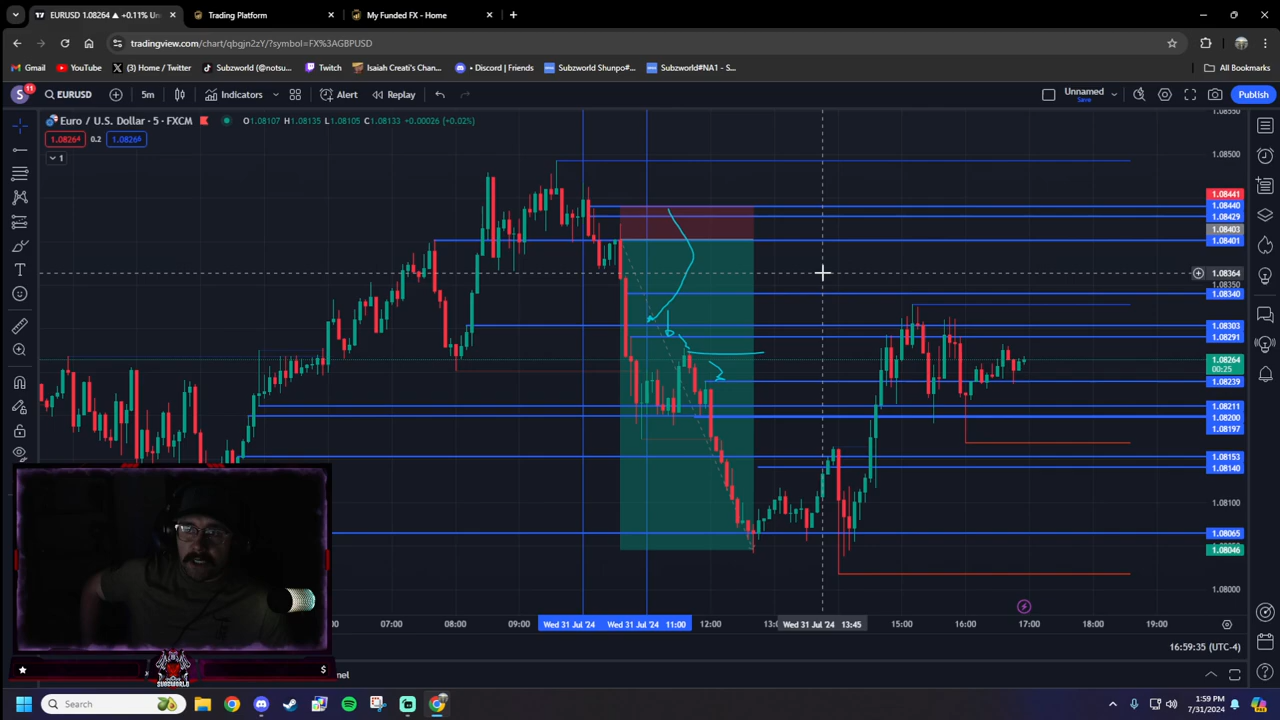 EURUSD 1.08264 ▲ +0.11% Un
Trading Platform
My Funded FX - Home
tradingview.com/chart/qbgjn2zY/?symbol=FX%3AGBPUSD
Gmail
YouTube
(3) Home / Twitter
Subzworld (@notsu...
Twitch
Isaiah Creati's Chan...
Discord | Friends
Subzworld Shunpo#...
Subzworld#NA1 - S...
All Bookmarks
S
11
EURUSD
5m
Indicators
Alert
Replay
Unnamed
Save
Publish
Euro / U.S. Dollar · 5 · FXCM
O1.08107 H1.08135 L1.08105 C1.08133 +0.00026 (+0.02%)
1.08264
0.2
1.08266
1
1.08550
1.08500
1.08441
1.08440
1.08429
1.08403
1.08401
1.08364
1.08350
1.08340
1.08303
1.08291
1.08264
00:25
1.08239
1.08211
1.08200
1.08197
1.08153
1.08140
1.08100
1.08065
1.08046
1.08000
07:00
08:00
09:00
Wed 31 Jul '24
Wed 31 Jul '24 11:00
12:00
Wed 31 Jul '24 13:45
15:00
16:00
17:00
18:00
19:00
16:59:35 (UTC-4)
nel
SUBZWORLD
$
Search
1:59 PM
7/31/2024